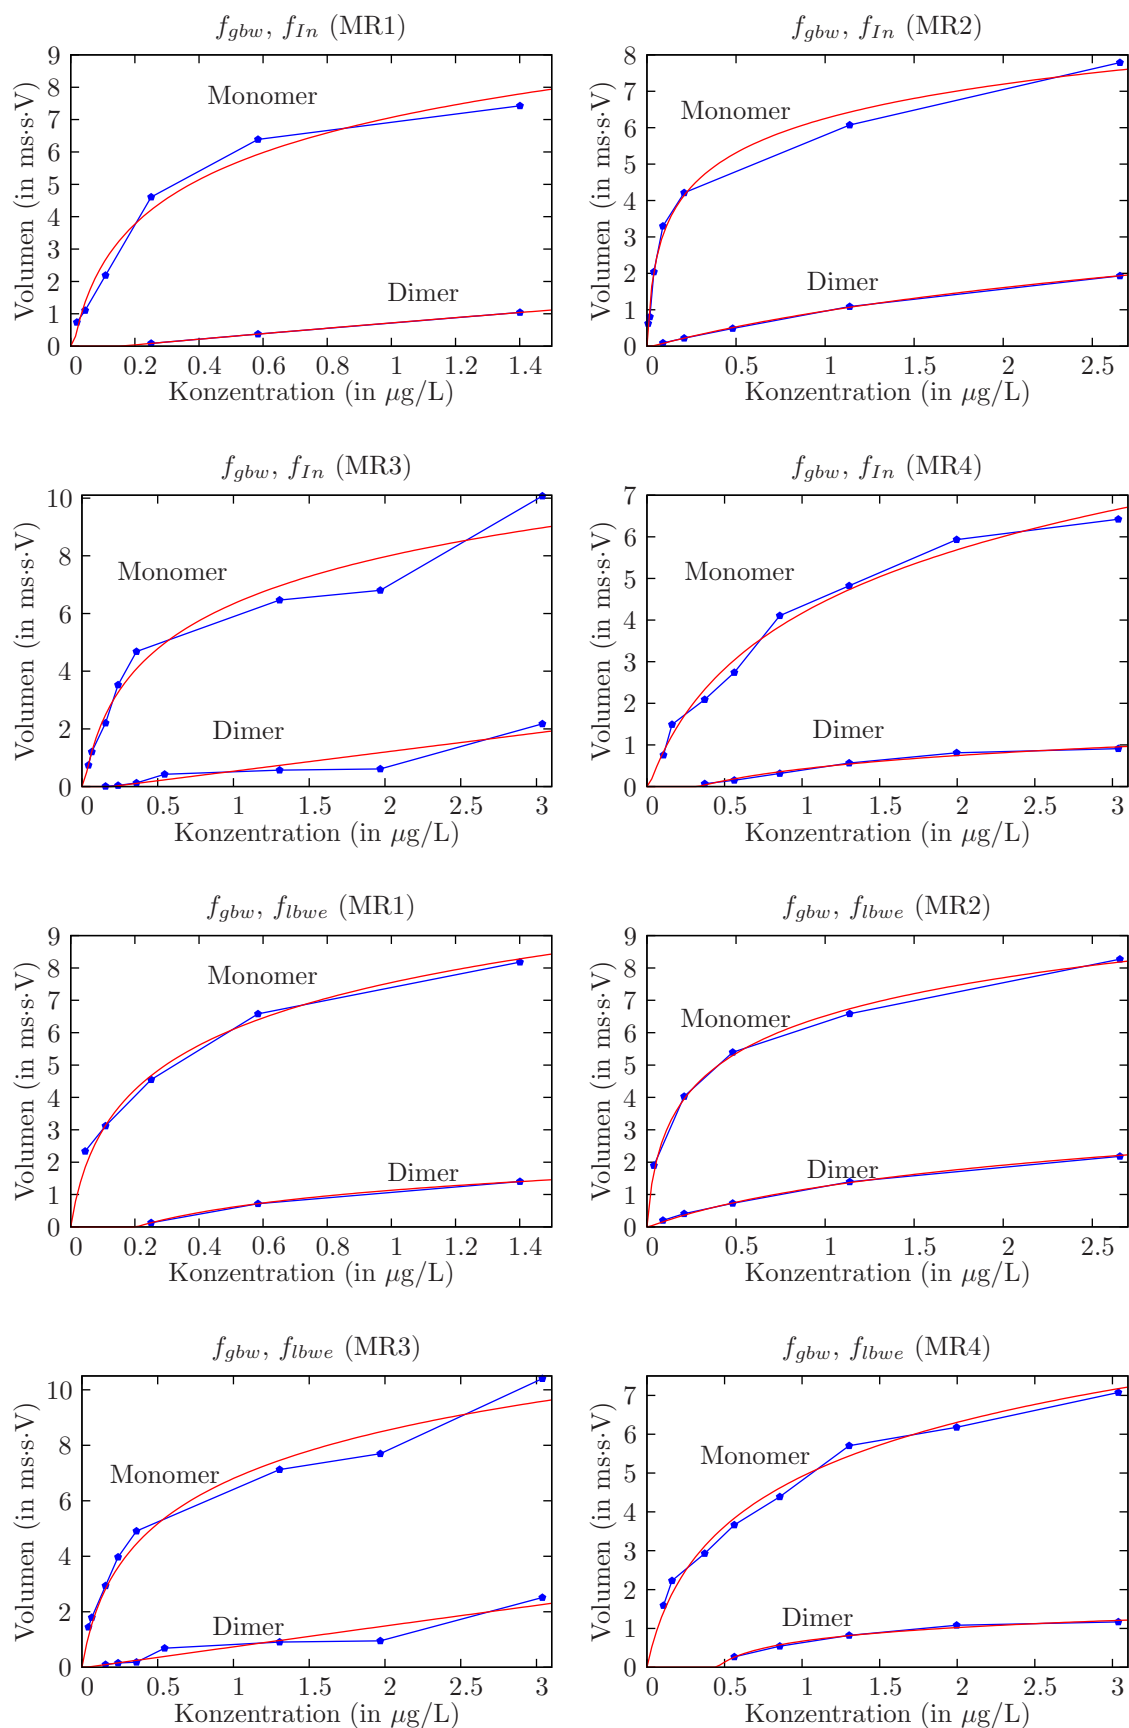 f_gbw, f_In (MR1)
Volumen (in ms·s·V)
9
8
7
6
5
4
3
2
1
0
Monomer
Dimer
0 0.2 0.4 0.6 0.8 1 1.2 1.4
Konzentration (in μg/L)
f_gbw, f_In (MR2)
Volumen (in ms·s·V)
8
7
6
5
4
3
2
1
0
Monomer
Dimer
0 0.5 1 1.5 2 2.5
Konzentration (in μg/L)
f_gbw, f_In (MR3)
Volumen (in ms·s·V)
10
8
6
4
2
0
Monomer
Dimer
0 0.5 1 1.5 2 2.5 3
Konzentration (in μg/L)
f_gbw, f_In (MR4)
Volumen (in ms·s·V)
7
6
5
4
3
2
1
0
Monomer
Dimer
0 0.5 1 1.5 2 2.5 3
Konzentration (in μg/L)
f_gbw, f_lbwe (MR1)
Volumen (in ms·s·V)
9
8
7
6
5
4
3
2
1
0
Monomer
Dimer
0 0.2 0.4 0.6 0.8 1 1.2 1.4
Konzentration (in μg/L)
f_gbw, f_lbwe (MR2)
Volumen (in ms·s·V)
9
8
7
6
5
4
3
2
1
0
Monomer
Dimer
0 0.5 1 1.5 2 2.5
Konzentration (in μg/L)
f_gbw, f_lbwe (MR3)
Volumen (in ms·s·V)
10
8
6
4
2
0
Monomer
Dimer
0 0.5 1 1.5 2 2.5 3
Konzentration (in μg/L)
f_gbw, f_lbwe (MR4)
Volumen (in ms·s·V)
7
6
5
4
3
2
1
0
Monomer
Dimer
0 0.5 1 1.5 2 2.5 3
Konzentration (in μg/L)